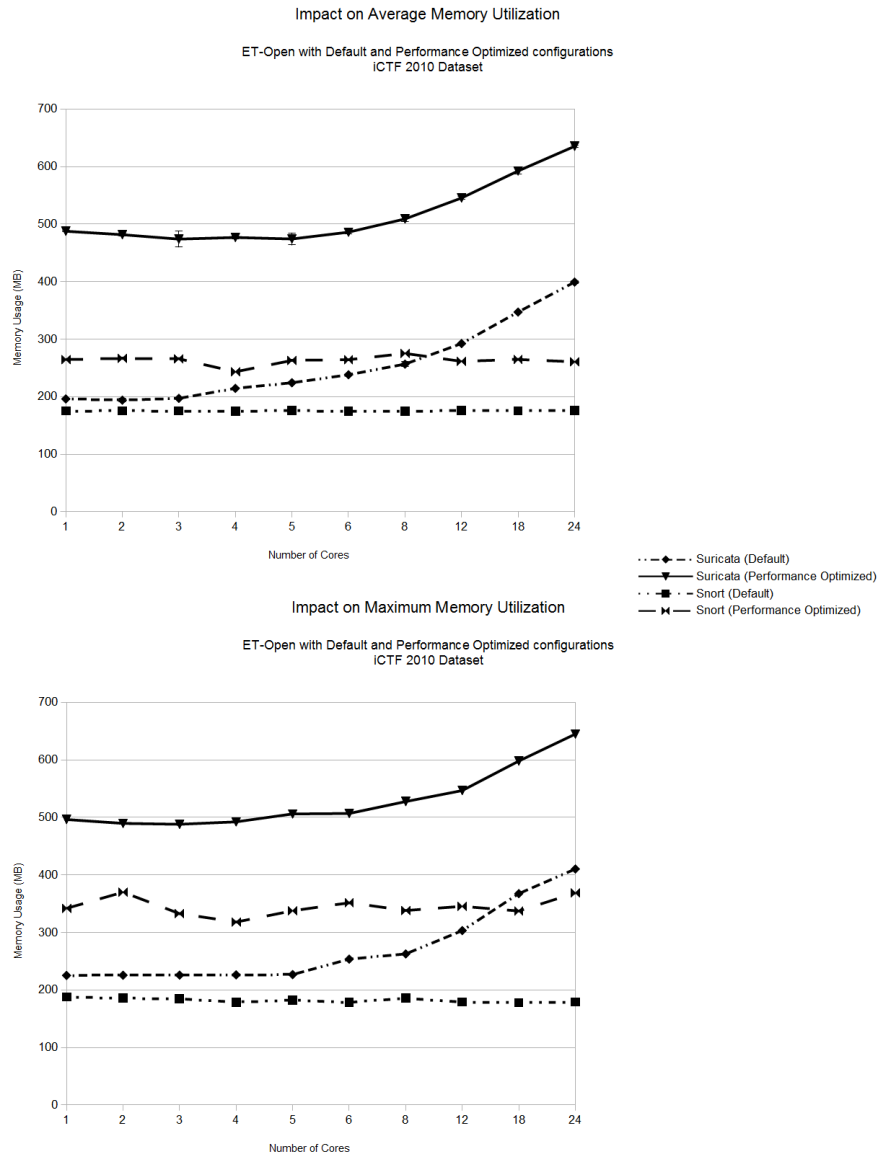 Impact on Average Memory Utilization
ET-Open with Default and Performance Optimized configurations
iCTF 2010 Dataset
700
600
500
400
300
200
100
0
Memory Usage (MB)
1 2 3 4 5 6 8 12 18 24
Number of Cores
Suricata (Default)
Suricata (Performance Optimized)
Snort (Default)
Snort (Performance Optimized)
Impact on Maximum Memory Utilization
ET-Open with Default and Performance Optimized configurations
iCTF 2010 Dataset
700
600
500
400
300
200
100
0
Memory Usage (MB)
1 2 3 4 5 6 8 12 18 24
Number of Cores